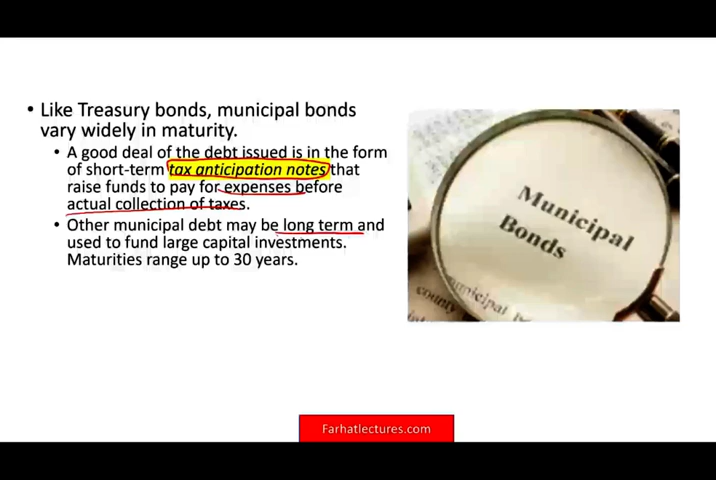 • Like Treasury bonds, municipal bonds
vary widely in maturity.
• A good deal of the debt issued is in the form
of short-term tax anticipation notes that
raise funds to pay for expenses before
actual collection of taxes.
• Other municipal debt may be long term and
used to fund large capital investments.
Maturities range up to 30 years.
Municipal
Bonds
county
Farhatlectures.com